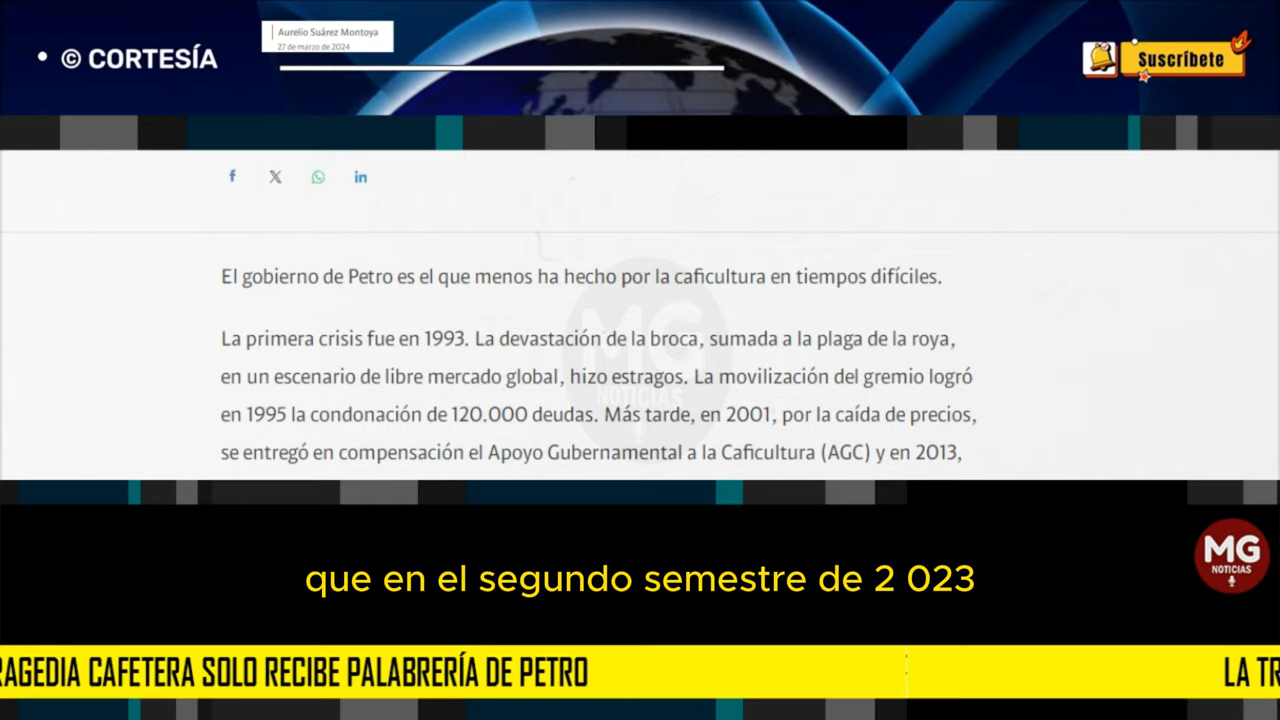 • © CORTESÍA
Aurelio Suárez Montoya
27 de marzo de 2024
Suscríbete
El gobierno de Petro es el que menos ha hecho por la caficultura en tiempos difíciles.
La primera crisis fue en 1993. La devastación de la broca, sumada a la plaga de la roya,
en un escenario de libre mercado global, hizo estragos. La movilización del gremio logró
en 1995 la condonación de 120.000 deudas. Más tarde, en 2001, por la caída de precios,
se entregó en compensación el Apoyo Gubernamental a la Caficultura (AGC) y en 2013,
MG
NOTICIAS
que en el segundo semestre de 2 023
MG
NOTICIAS
RAGEDIA CAFETERA SOLO RECIBE PALABRERÍA DE PETRO
LA TR